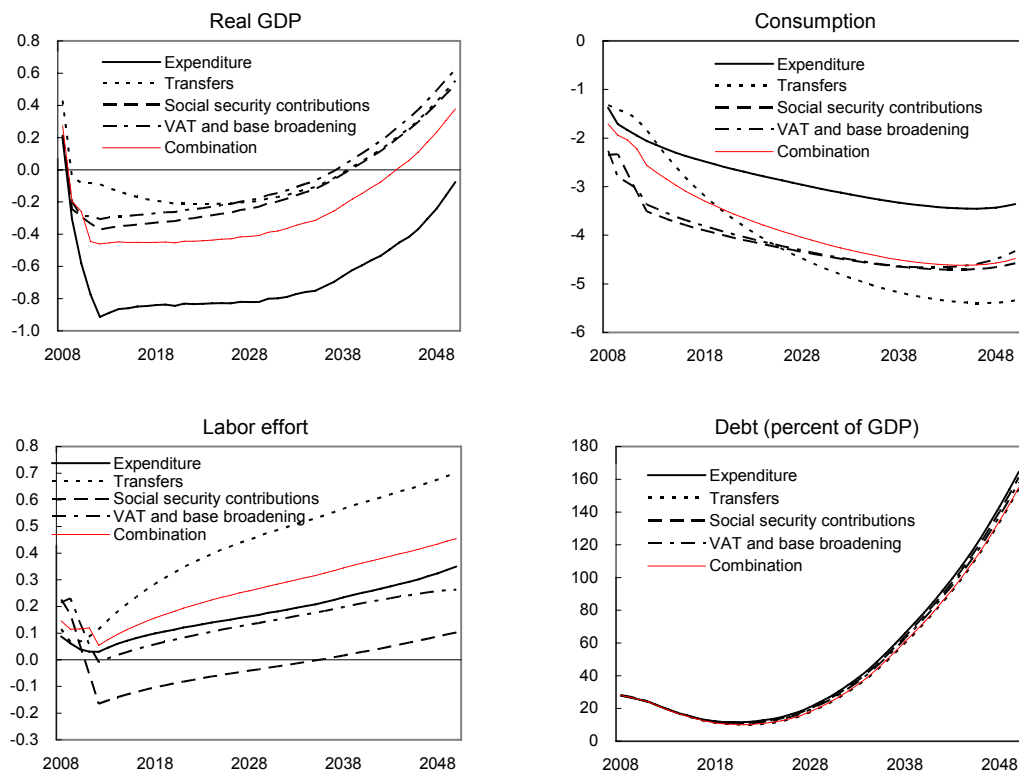 Real GDP
0.8
0.6
0.4
0.2
0.0
-0.2
-0.4
-0.6
-0.8
-1.0
Expenditure
Transfers
Social security contributions
VAT and base broadening
Combination
2008 2018 2028 2038 2048
Consumption
0
-1
-2
-3
-4
-5
-6
Expenditure
Transfers
Social security contributions
VAT and base broadening
Combination
2008 2018 2028 2038 2048
Labor effort
0.8
0.7
0.6
0.5
0.4
0.3
0.2
0.1
0.0
-0.1
-0.2
-0.3
Expenditure
Transfers
Social security contributions
VAT and base broadening
Combination
2008 2018 2028 2038 2048
Debt (percent of GDP)
180
160
140
120
100
80
60
40
20
0
Expenditure
Transfers
Social security contributions
VAT and base broadening
Combination
2008 2018 2028 2038 2048